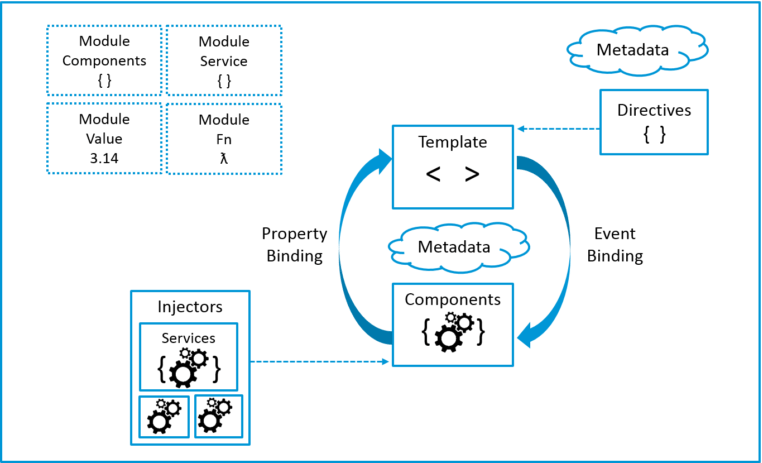 Module
Components
{ }
Module
Service
{ }
Module
Value
3.14
Module
Fn
ƛ
Metadata
Directives
{ }
Template
< >
Property
Binding
Metadata
Event
Binding
Components
{ }
Injectors
Services
{ }